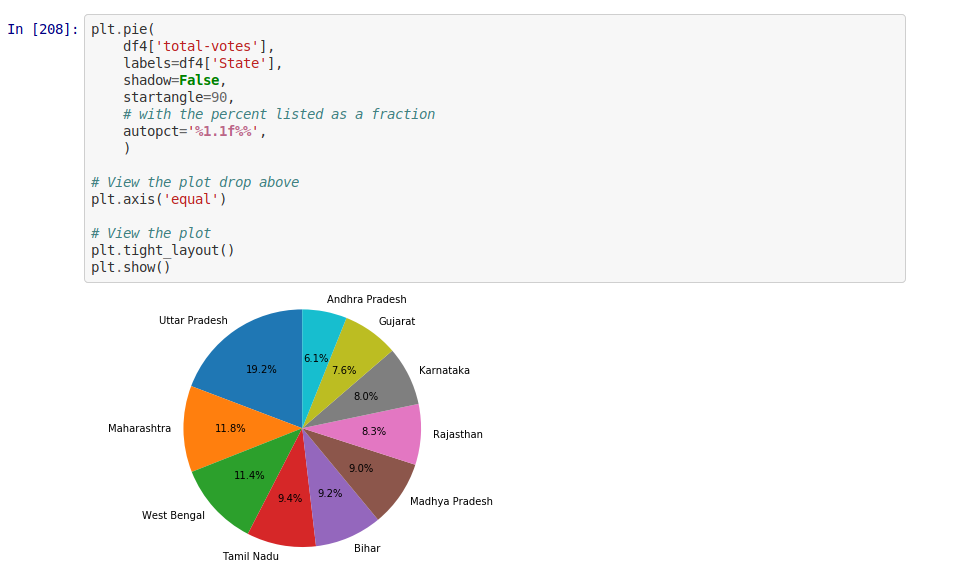 In [208]:
plt.pie(
    df4['total-votes'],
    labels=df4['State'],
    shadow=False,
    startangle=90,
    # with the percent listed as a fraction
    autopct='%1.1f%%',
    )
# View the plot drop above
plt.axis('equal')
# View the plot
plt.tight_layout()
plt.show()
Andhra Pradesh
Uttar Pradesh
Gujarat
6.1%
19.2%
7.6%
Karnataka
8.0%
Maharashtra
11.8%
8.3%
Rajasthan
9.0%
11.4%
9.2%
9.4%
Madhya Pradesh
West Bengal
Bihar
Tamil Nadu